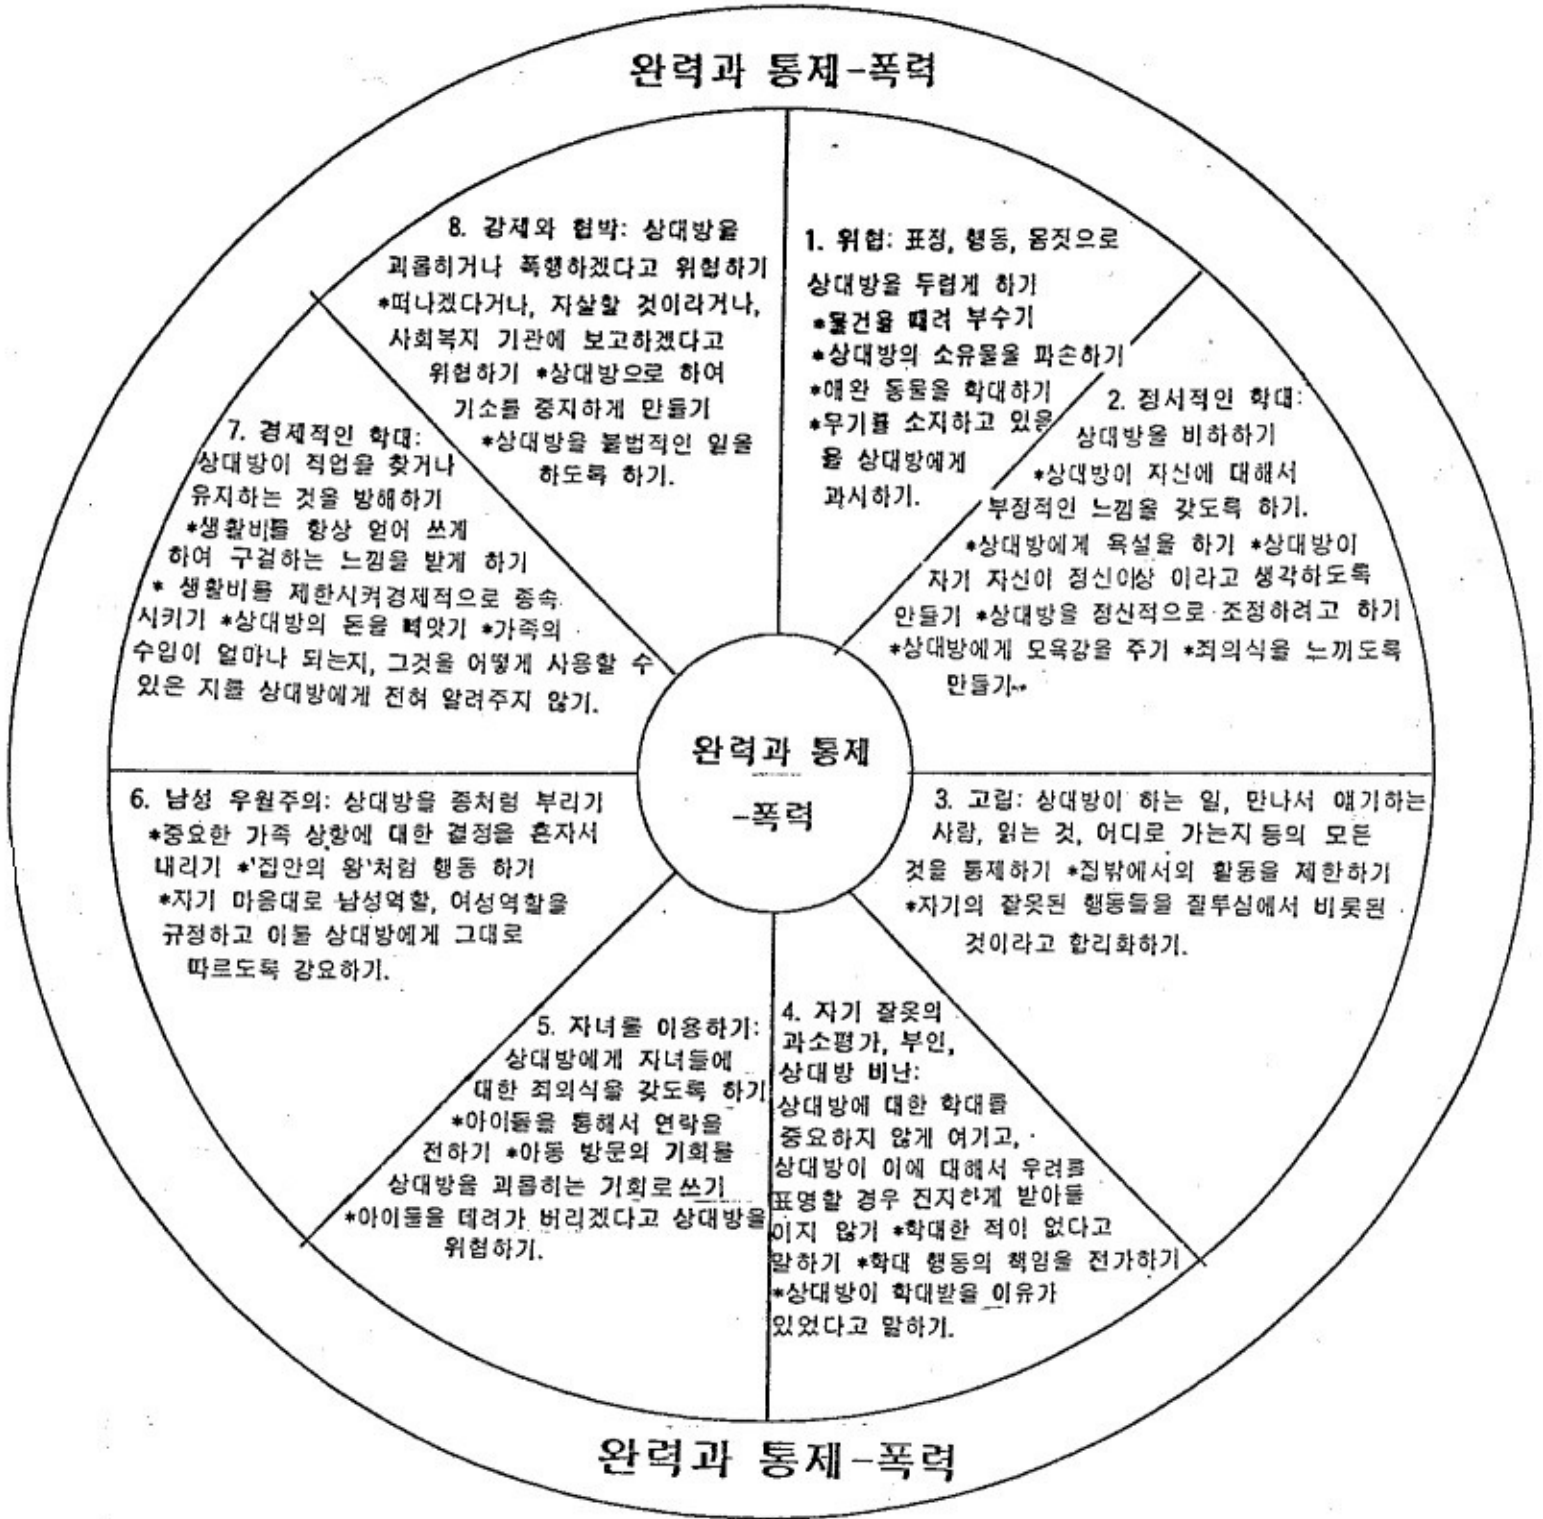 완력과 통제-폭력
1. 위협: 표정, 행동, 몸짓으로
상대방을 두렵게 하기
*물건을 때려 부수기
*상대방의 소유물을 파손하기
*애완 동물을 학대하기
*무기를 소지하고 있음
을 상대방에게
과시하기.
2. 정서적인 학대:
상대방을 비하하기
*상대방이 자신에 대해서
부정적인 느낌을 갖도록 하기.
*상대방에게 욕설을 하기 *상대방이
자기 자신이 정신이상 이라고 생각하도록
만들기 *상대방을 정신적으로 조정하려고 하기
*상대방에게 모욕감을 주기 *죄의식을 느끼도록
만들기.
3. 고립: 상대방이 하는 일, 만나서 얘기하는
사람, 읽는 것, 어디로 가는지 등의 모든
것을 통제하기 *집밖에서의 활동을 제한하기
*자기의 잘못된 행동들을 질투심에서 비롯된
것이라고 합리화하기.
4. 자기 잘못의
과소평가, 부인,
상대방 비난:
상대방에 대한 학대를
중요하지 않게 여기고,
상대방이 이에 대해서 우려를
표명할 경우 진지하게 받아들
이지 않기 *학대한 적이 없다고
말하기 *학대 행동의 책임을 전가하기
*상대방이 학대받을 이유가
있었다고 말하기.
5. 자녀를 이용하기:
상대방에게 자녀들에
대한 죄의식을 갖도록 하기
*아이들을 통해서 연락을
전하기 *아동 방문의 기회를
상대방을 괴롭히는 기회로 쓰기
*아이들을 데려가 버리겠다고 상대방을
위협하기.
6. 남성 우월주의: 상대방을 종처럼 부리기
*중요한 가족 상항에 대한 결정을 혼자서
내리기 *'집안의 왕'처럼 행동 하기
*자기 마음대로 남성역할, 여성역할을
규정하고 이를 상대방에게 그대로
따르도록 강요하기.
7. 경제적인 학대:
상대방이 직업을 찾거나
유지하는 것을 방해하기
*생활비를 항상 얻어 쓰게
하여 구걸하는 느낌을 받게 하기
* 생활비를 제한시켜경제적으로 종속
시키기 *상대방의 돈을 뺏앗기 *가족의
수입이 얼마나 되는지, 그것을 어떻게 사용할 수
있은 지를 상대방에게 전혀 알려주지 않기.
8. 강제와 협박: 상대방을
괴롭히거나 폭행하겠다고 위협하기
*떠나겠다거나, 자살할 것이라거나,
사회복지 기관에 보고하겠다고
위협하기 *상대방으로 하여
기소를 중지하게 만들기
*상대방을 불법적인 일을
하도록 하기.
완력과 통제
-폭력
완력과 통제-폭력